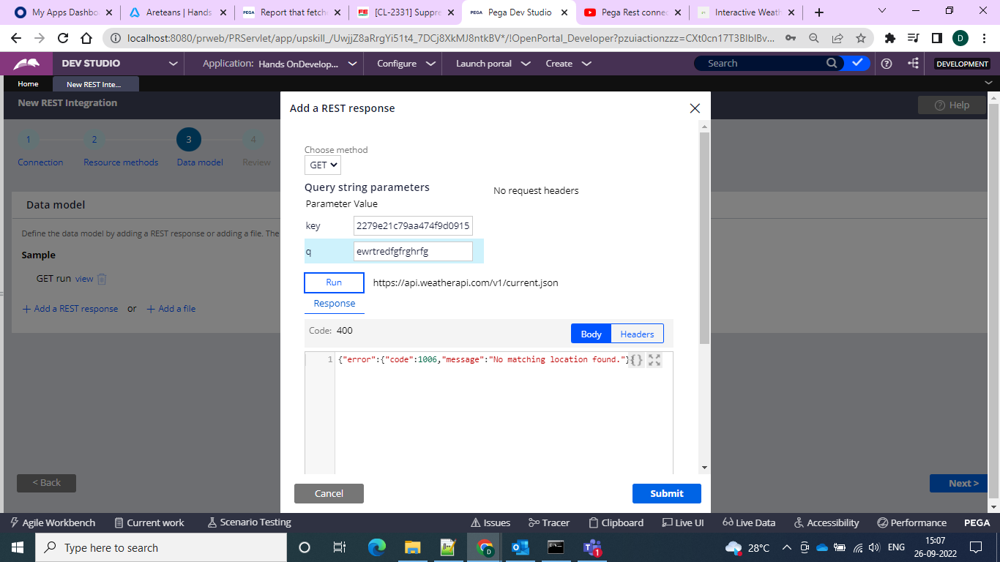 My Apps Dashbo
Areteans | Hands
PEGA Report that fetch
FE [CL-2331] Suppre
PEGA Pega Dev Studio
Pega Rest connec
Interactive Weath
localhost:8080/prweb/PRServlet/app/upskill_/UwjjZ8aRrgYi51t4_7DCj8XkMJ8ntkBV*/!OpenPortal_Developer?pzuiactionzzz=CXt0cn17T3BlblBv...
D
DEV STUDIO
Application: Hands OnDevelop...
Configure
Launch portal
Create
Search
DEVELOPMENT
Home
New REST Inte...
New REST Integration
Help
1
2
3
4
Connection
Resource methods
Data model
Review
Data model
Define the data model by adding a REST response or adding a file. The
Sample
GET run view
+ Add a REST response or + Add a file
< Back
Next >
Add a REST response
Choose method
GET
Query string parameters
No request headers
Parameter Value
key 2279e21c79aa474f9d0915
q ewrtredfgfrghrfg
Run https://api.weatherapi.com/v1/current.json
Response
Code: 400
Body
Headers
1 {"error":{"code":1006,"message":"No matching location found."}}
Cancel
Submit
Agile Workbench
Current work
Scenario Testing
Issues
Tracer
Clipboard
Live UI
Live Data
Accessibility
Performance
PEGA
Type here to search
D
1
28°C
ENG
15:07
26-09-2022